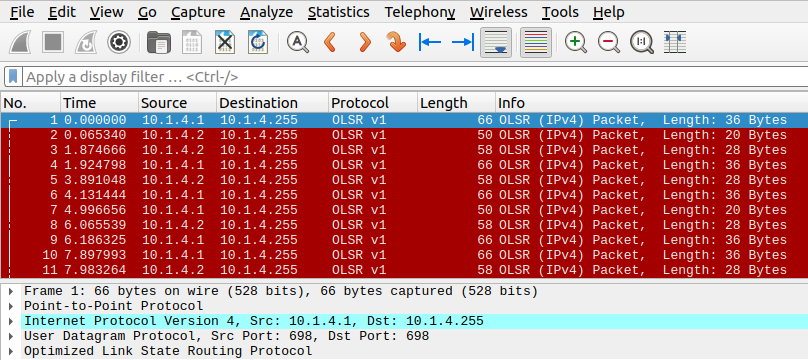 File Edit View Go Capture Analyze Statistics Telephony Wireless Tools Help
Apply a display filter … <Ctrl-/>
No. Time Source Destination Protocol Length Info
1 0.000000 10.1.4.1 10.1.4.255 OLSR v1 66 OLSR (IPv4) Packet, Length: 36 Bytes
2 0.065340 10.1.4.2 10.1.4.255 OLSR v1 50 OLSR (IPv4) Packet, Length: 20 Bytes
3 1.874666 10.1.4.2 10.1.4.255 OLSR v1 58 OLSR (IPv4) Packet, Length: 28 Bytes
4 1.924798 10.1.4.1 10.1.4.255 OLSR v1 66 OLSR (IPv4) Packet, Length: 36 Bytes
5 3.891048 10.1.4.2 10.1.4.255 OLSR v1 58 OLSR (IPv4) Packet, Length: 28 Bytes
6 4.131444 10.1.4.1 10.1.4.255 OLSR v1 66 OLSR (IPv4) Packet, Length: 36 Bytes
7 4.996656 10.1.4.1 10.1.4.255 OLSR v1 50 OLSR (IPv4) Packet, Length: 20 Bytes
8 6.065539 10.1.4.2 10.1.4.255 OLSR v1 58 OLSR (IPv4) Packet, Length: 28 Bytes
9 6.186325 10.1.4.1 10.1.4.255 OLSR v1 66 OLSR (IPv4) Packet, Length: 36 Bytes
10 7.897993 10.1.4.1 10.1.4.255 OLSR v1 66 OLSR (IPv4) Packet, Length: 36 Bytes
11 7.983264 10.1.4.2 10.1.4.255 OLSR v1 58 OLSR (IPv4) Packet, Length: 28 Bytes
Frame 1: 66 bytes on wire (528 bits), 66 bytes captured (528 bits)
Point-to-Point Protocol
Internet Protocol Version 4, Src: 10.1.4.1, Dst: 10.1.4.255
User Datagram Protocol, Src Port: 698, Dst Port: 698
Optimized Link State Routing Protocol